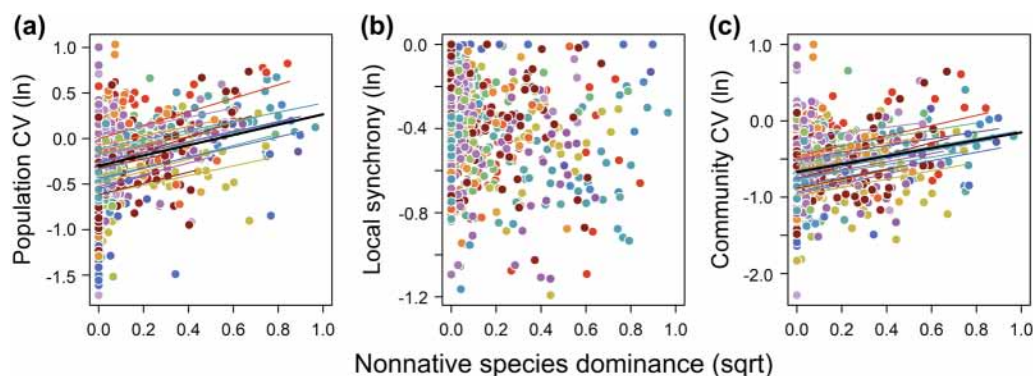 (a) (b) (c)
Population CV (ln)
1.0
0.5
0.0
-0.5
-1.0
-1.5
0.0 0.2 0.4 0.6 0.8 1.0
Local synchrony (ln)
0.0
-0.4
-0.8
-1.2
0.0 0.2 0.4 0.6 0.8 1.0
Community CV (ln)
1.0
0.0
-1.0
-2.0
0.0 0.2 0.4 0.6 0.8 1.0
Nonnative species dominance (sqrt)